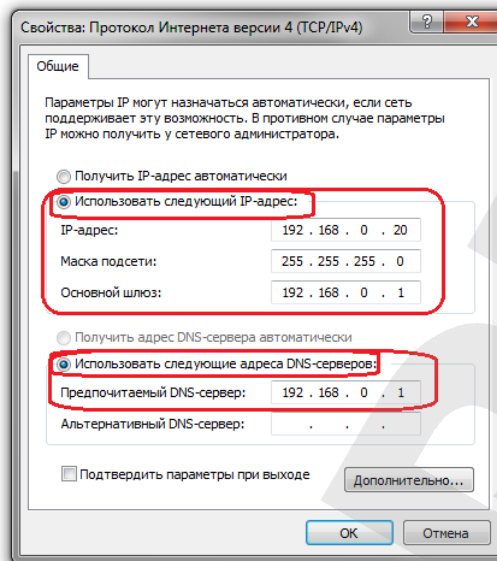 Свойства: Протокол Интернета версии 4 (TCP/IPv4)
Общие
Параметры IP могут назначаться автоматически, если сеть
поддерживает эту возможность. В противном случае параметры
IP можно получить у сетевого администратора.
Получить IP-адрес автоматически
Использовать следующий IP-адрес:
IP-адрес: 192 . 168 . 0 . 20
Маска подсети: 255 . 255 . 255 . 0
Основной шлюз: 192 . 168 . 0 . 1
Получить адрес DNS-сервера автоматически
Использовать следующие адреса DNS-серверов:
Предпочитаемый DNS-сервер: 192 . 168 . 0 . 1
Альтернативный DNS-сервер: . . .
Подтвердить параметры при выходе
Дополнительно...
OK Отмена